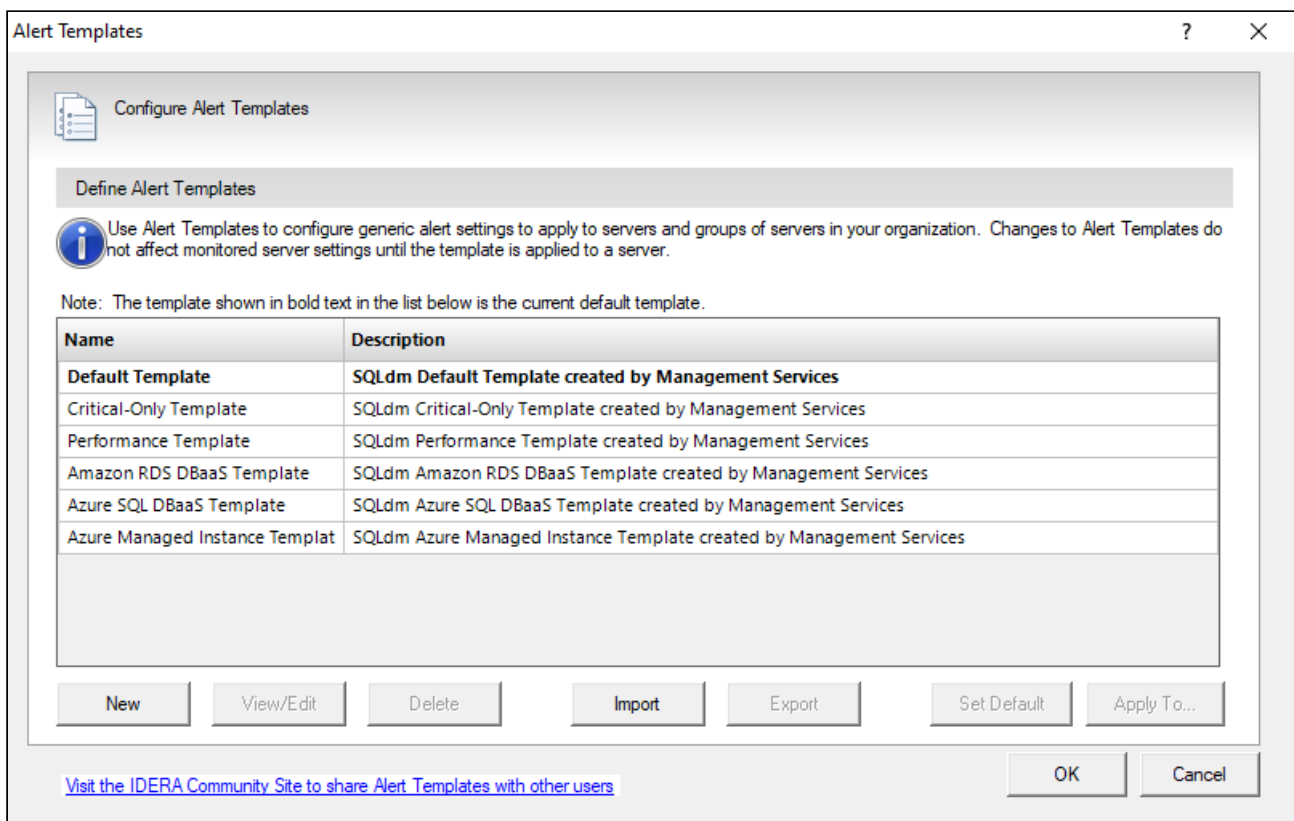 Alert Templates
?
Configure Alert Templates
Define Alert Templates
Use Alert Templates to configure generic alert settings to apply to servers and groups of servers in your organization.  Changes to Alert Templates do
not affect monitored server settings until the template is applied to a server.
Note:  The template shown in bold text in the list below is the current default template.
Name Description
Default Template SQLdm Default Template created by Management Services
Critical-Only Template SQLdm Critical-Only Template created by Management Services
Performance Template SQLdm Performance Template created by Management Services
Amazon RDS DBaaS Template SQLdm Amazon RDS DBaaS Template created by Management Services
Azure SQL DBaaS Template SQLdm Azure SQL DBaaS Template created by Management Services
Azure Managed Instance Templat SQLdm Azure Managed Instance Template created by Management Services
New View/Edit Delete Import Export Set Default Apply To...
OK Cancel
Visit the IDERA Community Site to share Alert Templates with other users